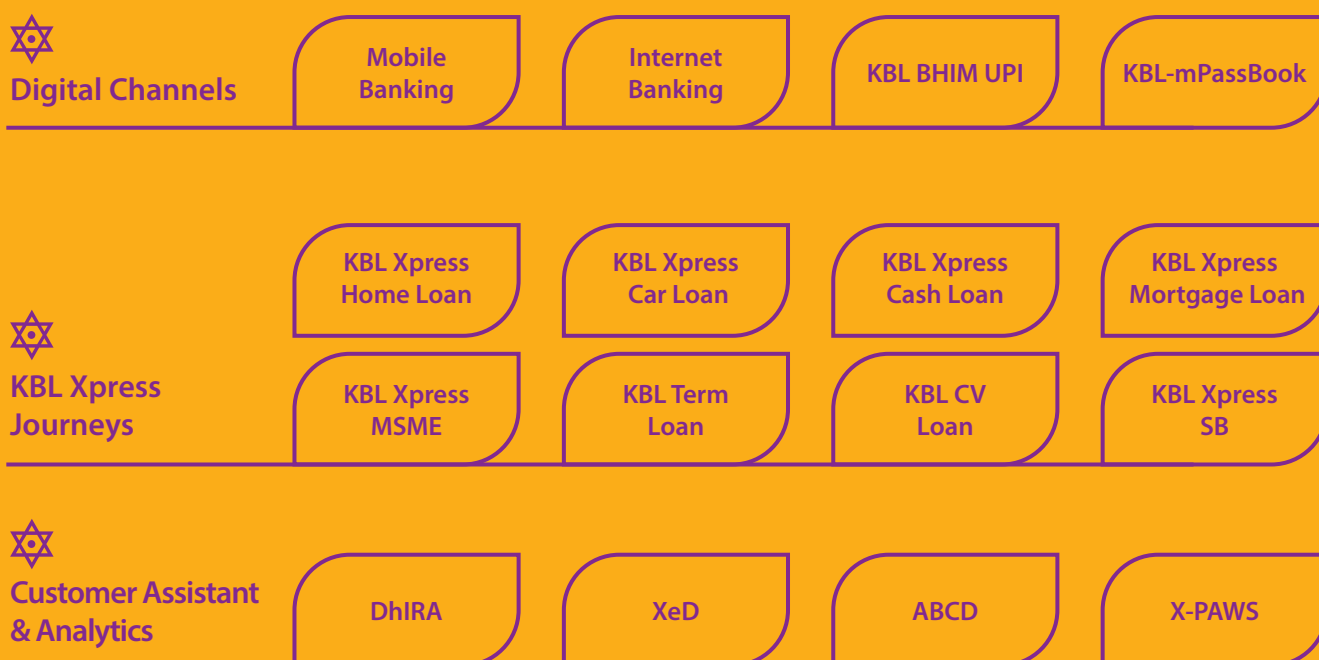 Digital Channels
Mobile
Banking
Internet
Banking
KBL BHIM UPI
KBL-mPassBook
KBL Xpress
Journeys
KBL Xpress
Home Loan
KBL Xpress
Car Loan
KBL Xpress
Cash Loan
KBL Xpress
Mortgage Loan
KBL Xpress
MSME
KBL Term
Loan
KBL CV
Loan
KBL Xpress
SB
Customer Assistant
& Analytics
DhIRA
XeD
ABCD
X-PAWS